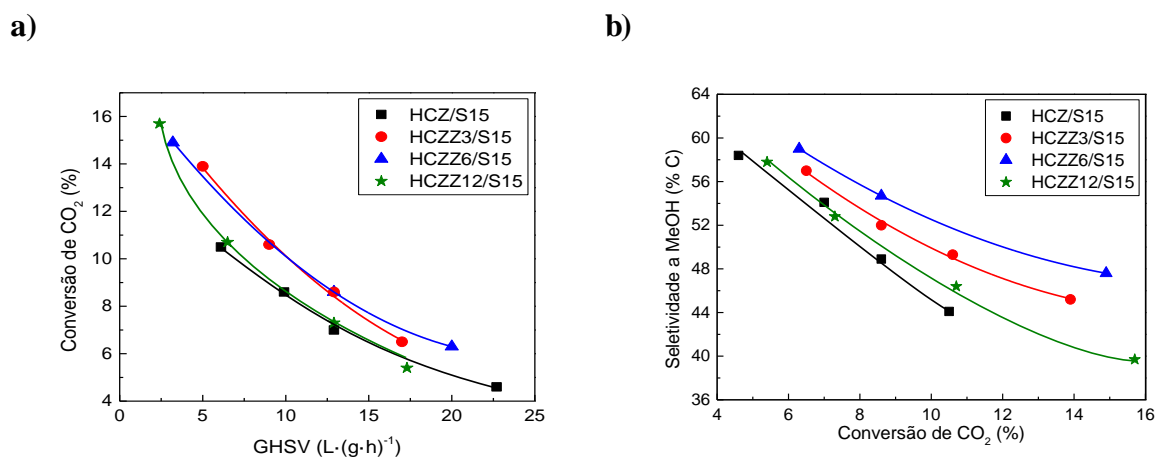 a)
16
14
12
10
8
6
4
0
5
10
15
20
25
Conversão de CO2 (%)
GHSV (L·(g·h)-1)
HCZ/S15
HCZZ3/S15
HCZZ6/S15
HCZZ12/S15
b)
64
60
56
52
48
44
40
36
4
6
8
10
12
14
16
Seletividade a MeOH (% C)
Conversão de CO2 (%)
HCZ/S15
HCZZ3/S15
HCZZ6/S15
HCZZ12/S15